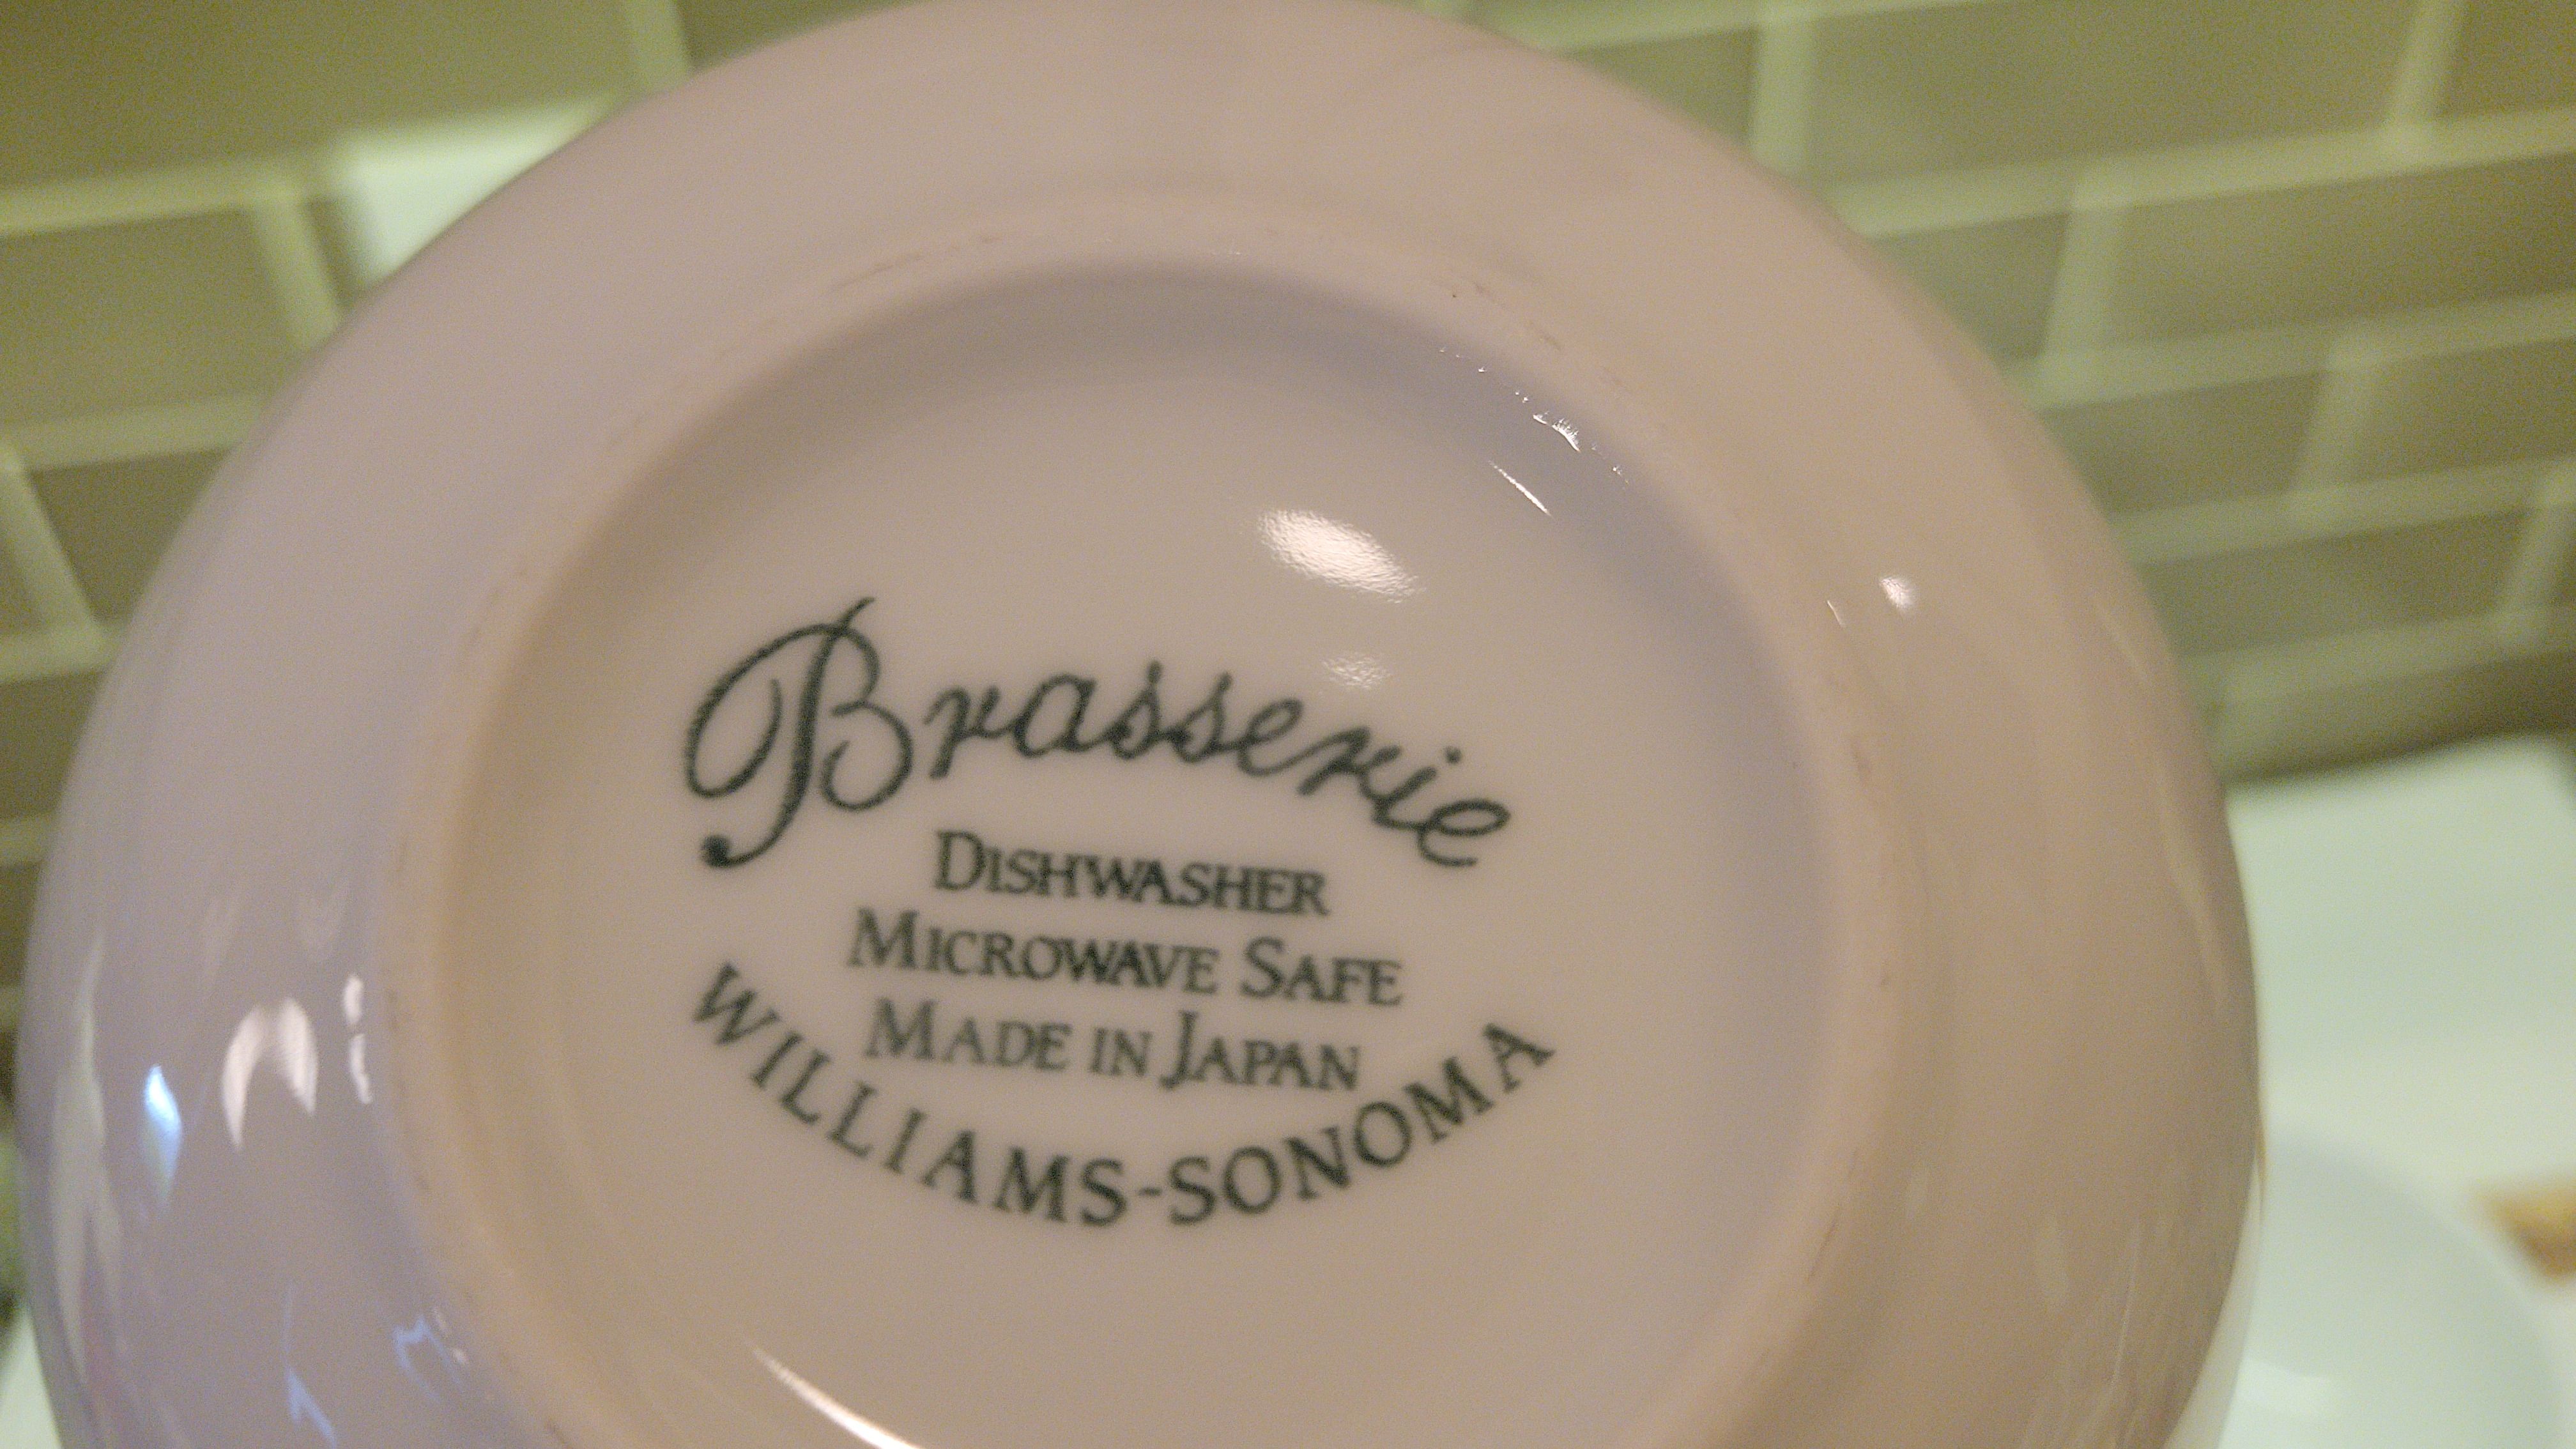 Brasserie
DISHWASHER
MICROWAVE SAFE
MADE IN JAPAN
WILLIAMS-SONOMA